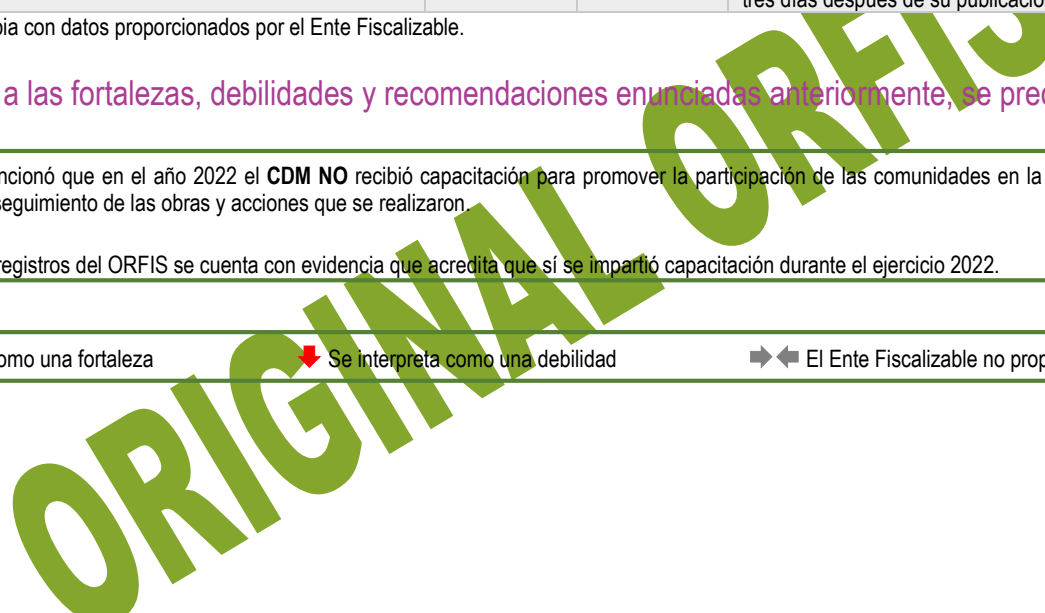 tres días después de su publicación
pia con datos proporcionados por el Ente Fiscalizable.
a las fortalezas, debilidades y recomendaciones enunciadas anteriormente, se prec
ncionó que en el año 2022 el CDM NO recibió capacitación para promover la participación de las comunidades en la
seguimiento de las obras y acciones que se realizaron.
registros del ORFIS se cuenta con evidencia que acredita que sí se impartió capacitación durante el ejercicio 2022.
omo una fortaleza Se interpreta como una debilidad El Ente Fiscalizable no prop
ORIGINAL ORFIS